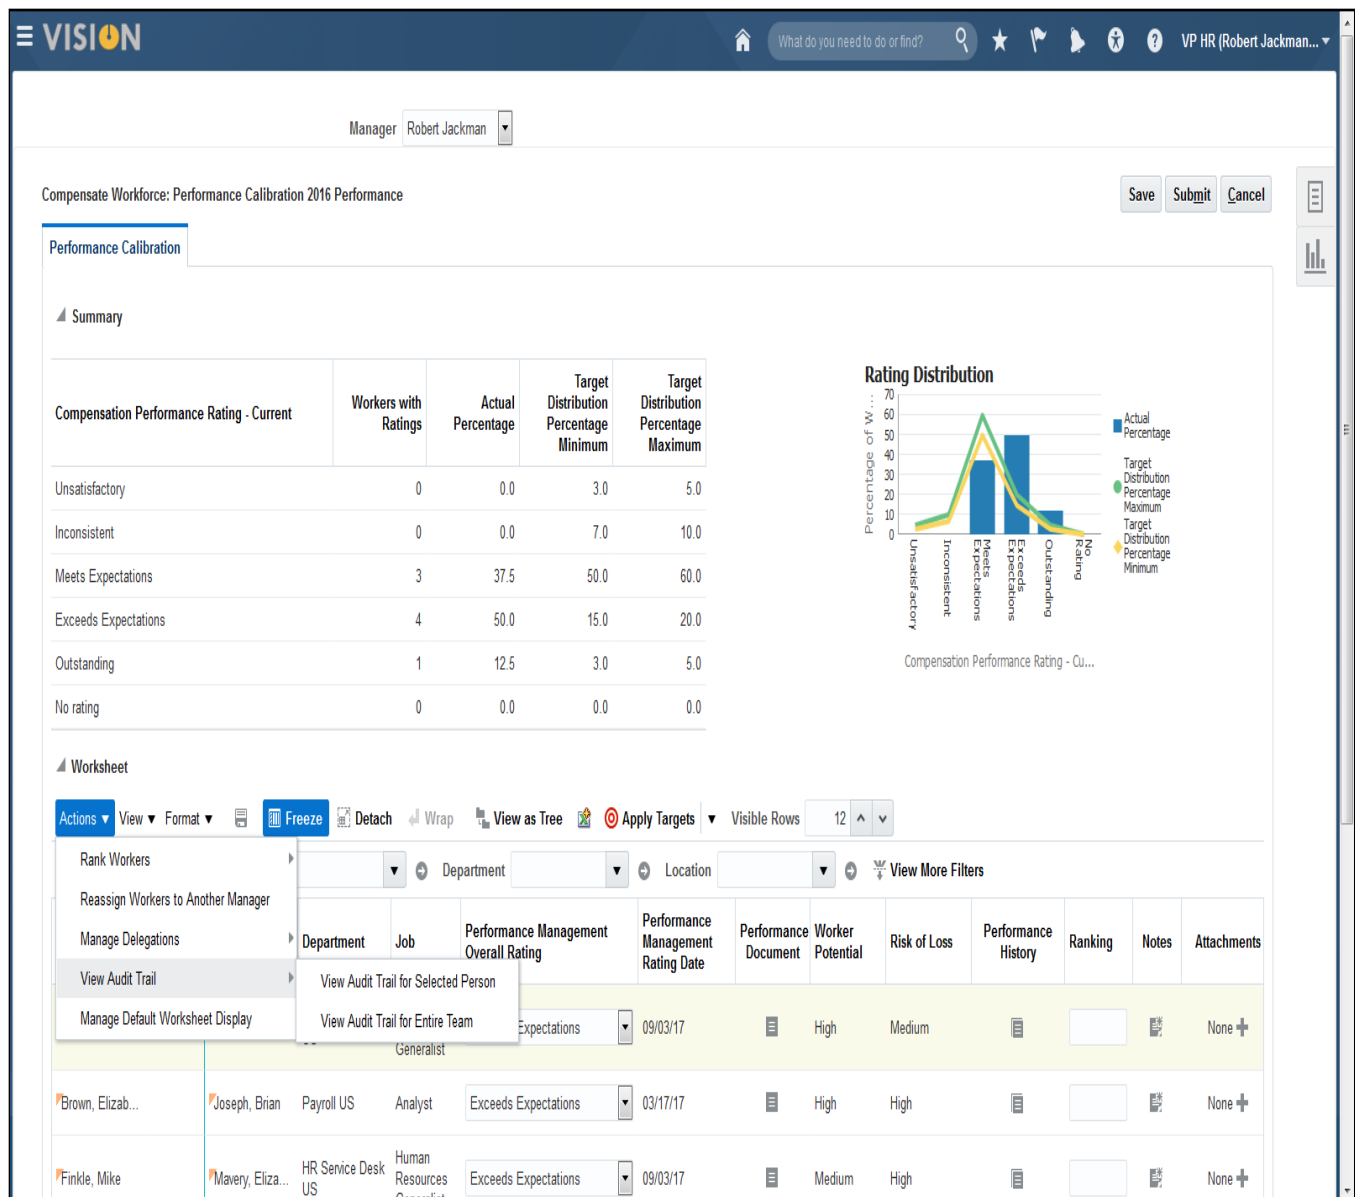 VISION
What do you need to do or find?
VP HR (Robert Jackman...
Manager Robert Jackman
Compensate Workforce: Performance Calibration 2016 Performance
Save Submit Cancel
Performance Calibration
Summary
Compensation Performance Rating - Current
Workers with Ratings
Actual Percentage
Target Distribution Percentage Minimum
Target Distribution Percentage Maximum
Unsatisfactory 0 0.0 3.0 5.0
Inconsistent 0 0.0 7.0 10.0
Meets Expectations 3 37.5 50.0 60.0
Exceeds Expectations 4 50.0 15.0 20.0
Outstanding 1 12.5 3.0 5.0
No rating 0 0.0 0.0 0.0
Rating Distribution
Percentage of W...
70
60
50
40
30
20
10
0
Unsatisfactory
Inconsistent
Meets Expectations
Exceeds Expectations
Outstanding
No Rating
Compensation Performance Rating - Cu...
Actual Percentage
Target Distribution Percentage Maximum
Target Distribution Percentage Minimum
Worksheet
Actions View Format Freeze Detach Wrap View as Tree Apply Targets Visible Rows 12
Department Location View More Filters
Rank Workers
Reassign Workers to Another Manager
Manage Delegations
View Audit Trail
Manage Default Worksheet Display
View Audit Trail for Selected Person
View Audit Trail for Entire Team
Department
Job
Performance Management Overall Rating
Performance Management Rating Date
Performance Document
Worker Potential
Risk of Loss
Performance History
Ranking
Notes
Attachments
Generalist Expectations 09/03/17 High Medium None
Brown, Elizab... Joseph, Brian Payroll US Analyst Exceeds Expectations 03/17/17 High High None
Finkle, Mike Mavery, Eliza... HR Service Desk US Human Resources Exceeds Expectations 09/03/17 Medium High None